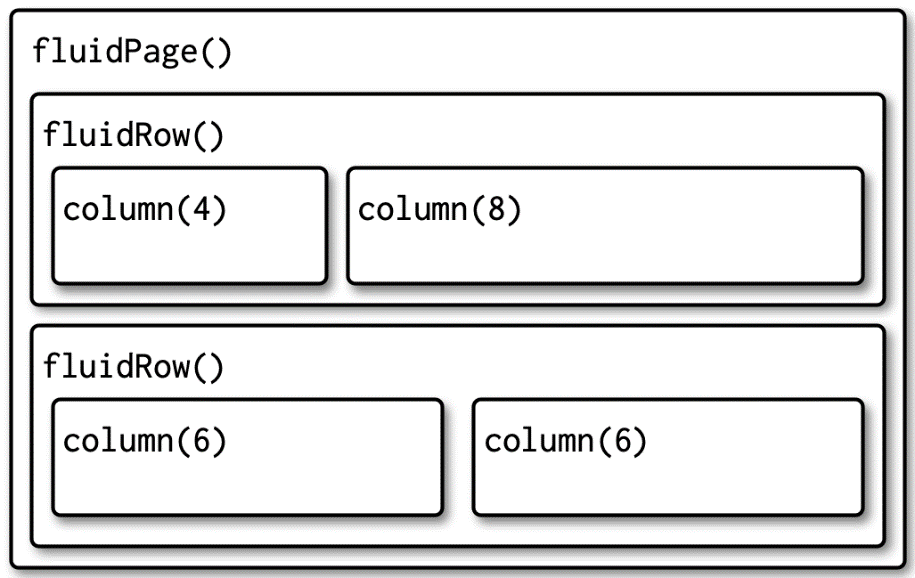 fluidPage()
fluidRow()
column(4) column(8)
fluidRow()
column(6) column(6)